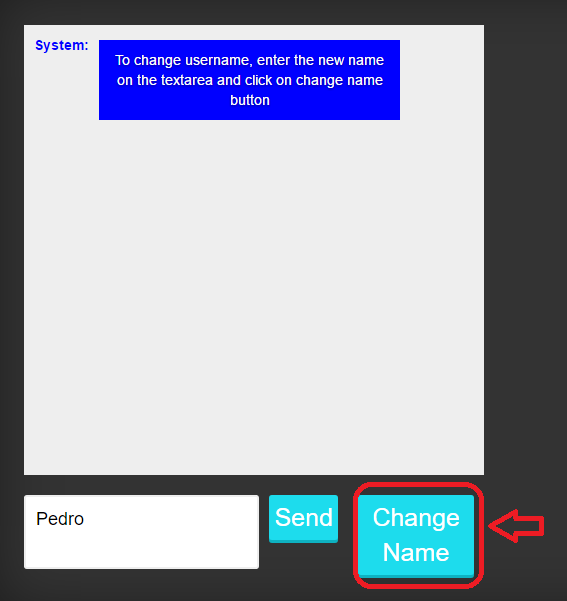 System:
To change username, enter the new name
on the textarea and click on change name
button
Pedro
Send
Change
Name